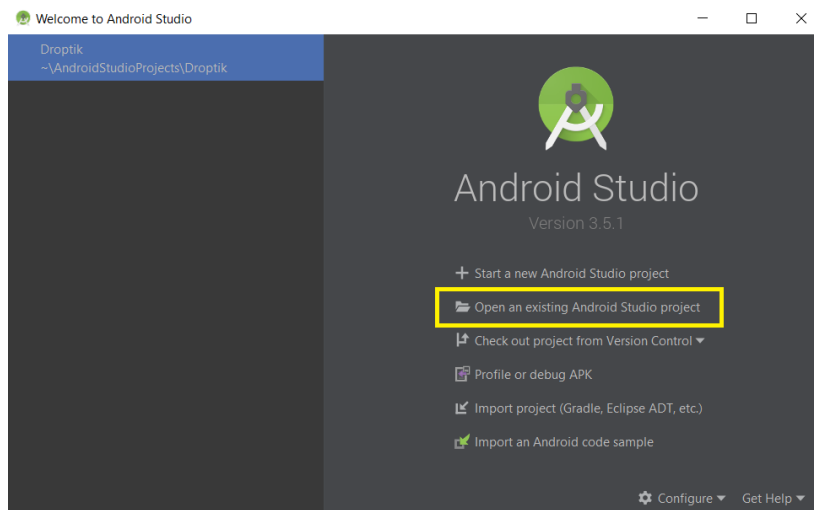 Welcome to Android Studio
Droptik
~\AndroidStudioProjects\Droptik
Android Studio
Version 3.5.1
Start a new Android Studio project
Open an existing Android Studio project
Check out project from Version Control
Profile or debug APK
Import project (Gradle, Eclipse ADT, etc.)
Import an Android code sample
Configure Get Help